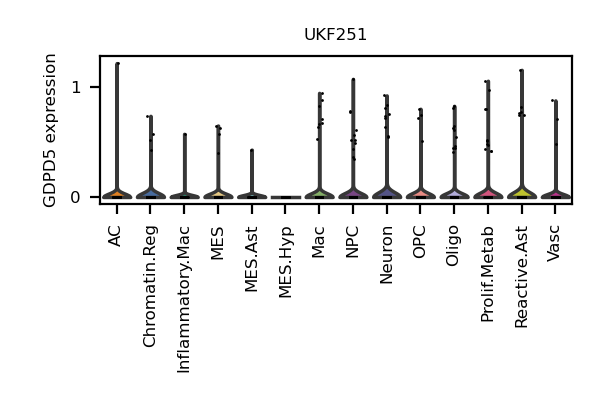 UKF251
GDPD5 expression
1
0
AC
Chromatin.Reg
Inflammatory.Mac
MES
MES.Ast
MES.Hyp
Mac
NPC
Neuron
OPC
Oligo
Prolif.Metab
Reactive.Ast
Vasc